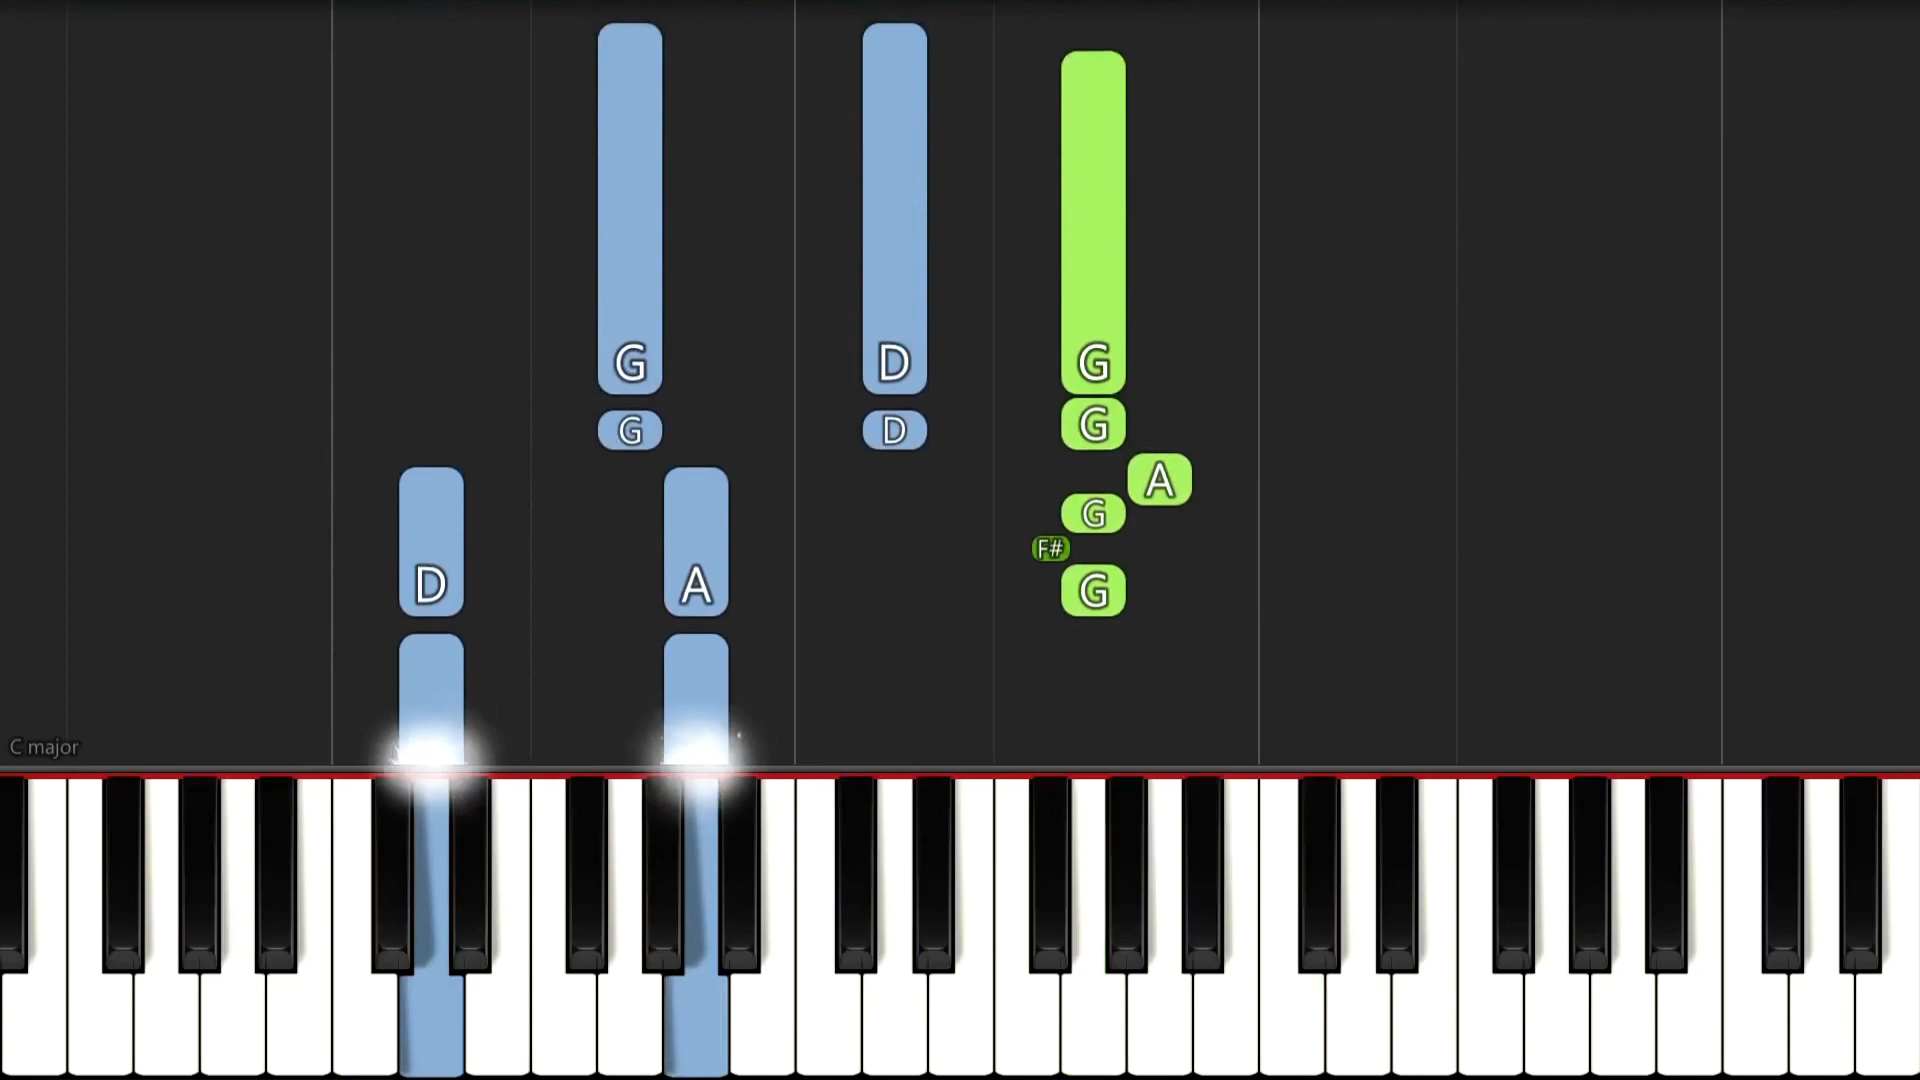 G D G
G D G
A
G
F#
D A G
C major